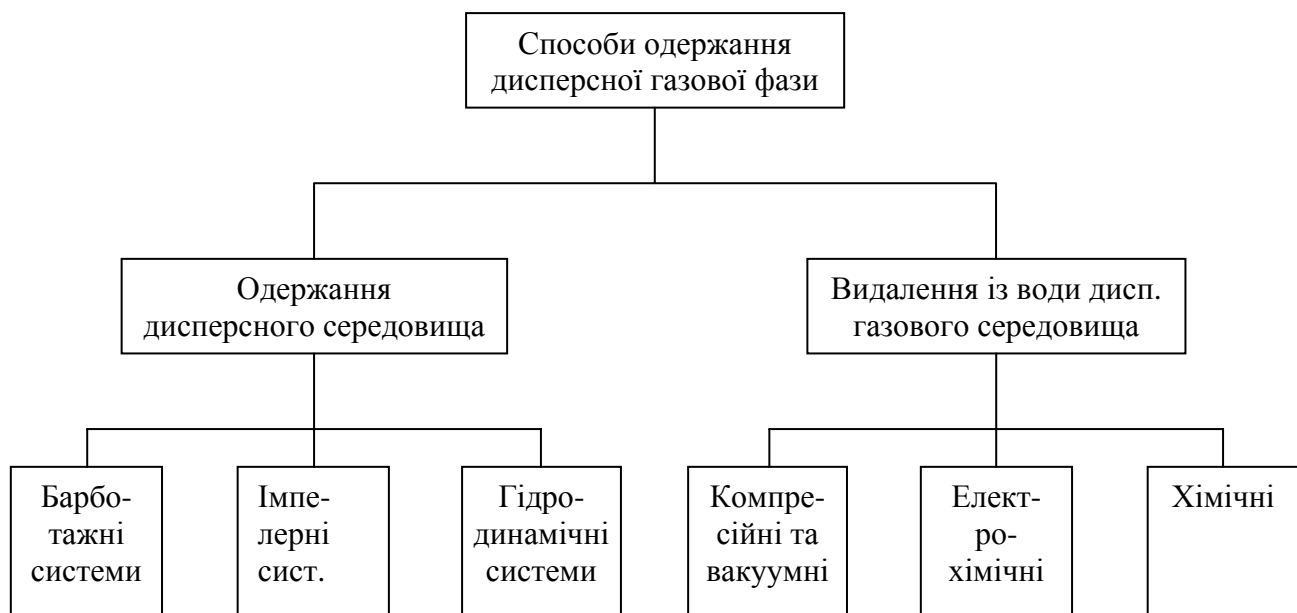 Способи одержання
дисперсної газової фази
Одержання
дисперсного середовища
Видалення із води дисп.
газового середовища
Барбо-
тажні
системи
Імпе-
лерні
сист.
Гідро-
динамічні
системи
Компре-
сійні та
вакуумні
Елект-
ро-
хімічні
Хімічні